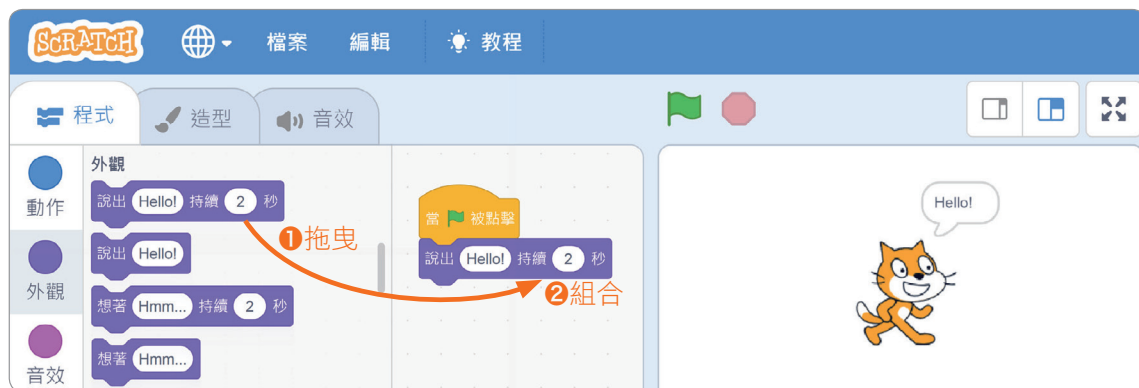 SCRATCH 檔案 編輯 教程
程式 造型 音效
動作
外觀
音效
外觀
說出 Hello! 持續 2 秒
說出 Hello!
想著 Hmm... 持續 2 秒
想著 Hmm...
❶拖曳
當 被點擊
說出 Hello! 持續 2 秒
❷組合
Hello!